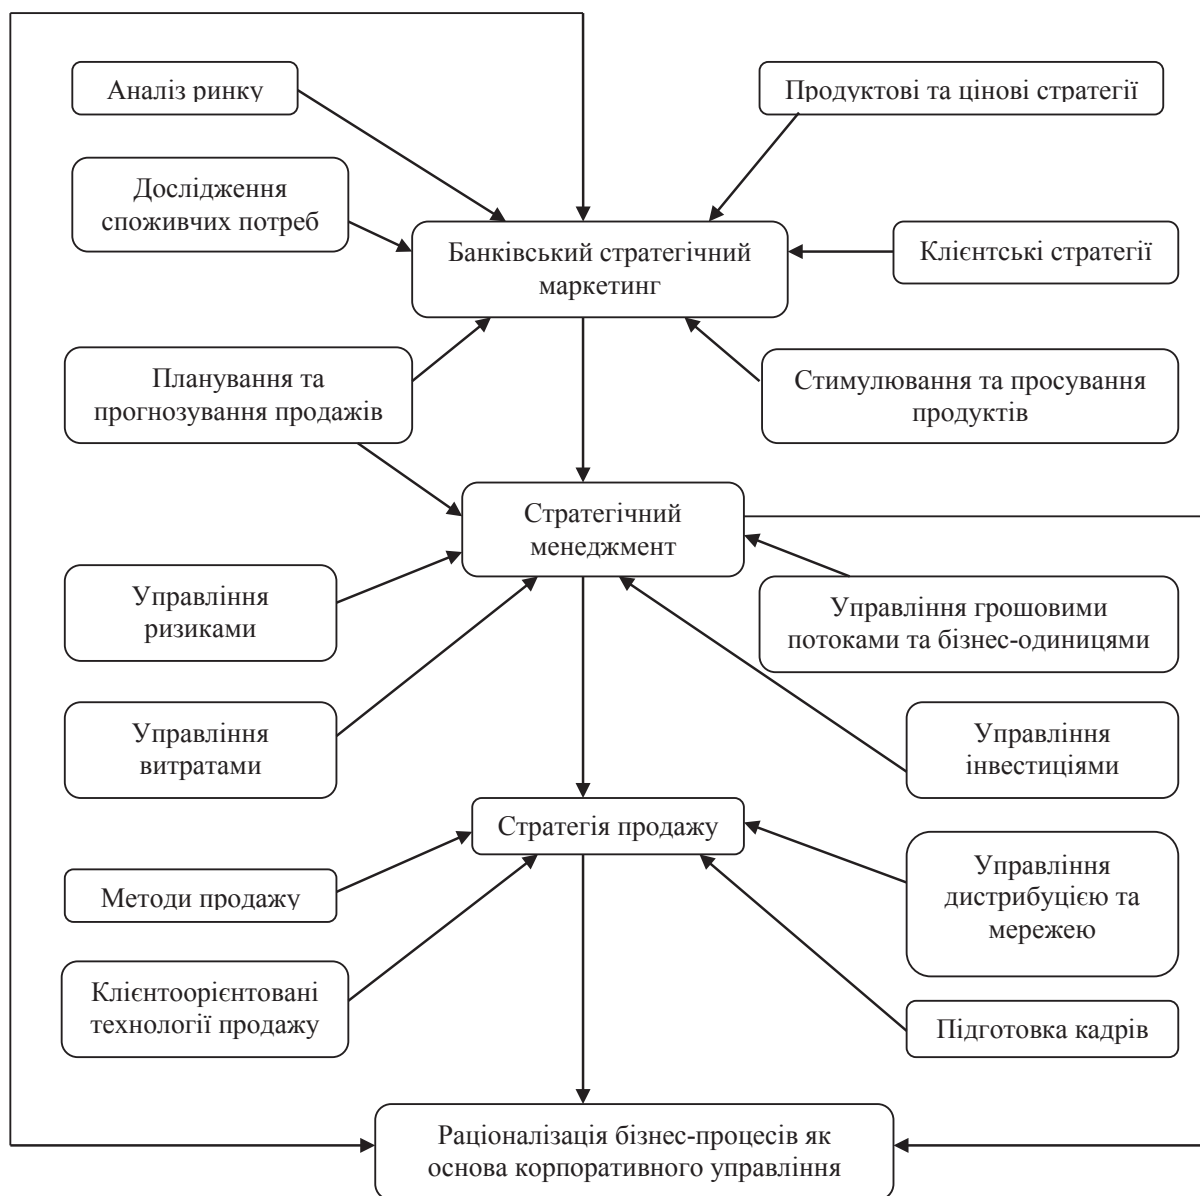 Аналіз ринку
Продуктові та цінові стратегії
Дослідження
споживчих потреб
Банківський стратегічний
маркетинг
Клієнтські стратегії
Планування та
прогнозування продажів
Стимулювання та просування
продуктів
Стратегічний
менеджмент
Управління
ризиками
Управління грошовими
потоками та бізнес-одиницями
Управління
витратами
Управління
інвестиціями
Стратегія продажу
Методи продажу
Управління
дистрибуцією та
мережею
Клієнтоорієнтовані
технології продажу
Підготовка кадрів
Раціоналізація бізнес-процесів як
основа корпоративного управління